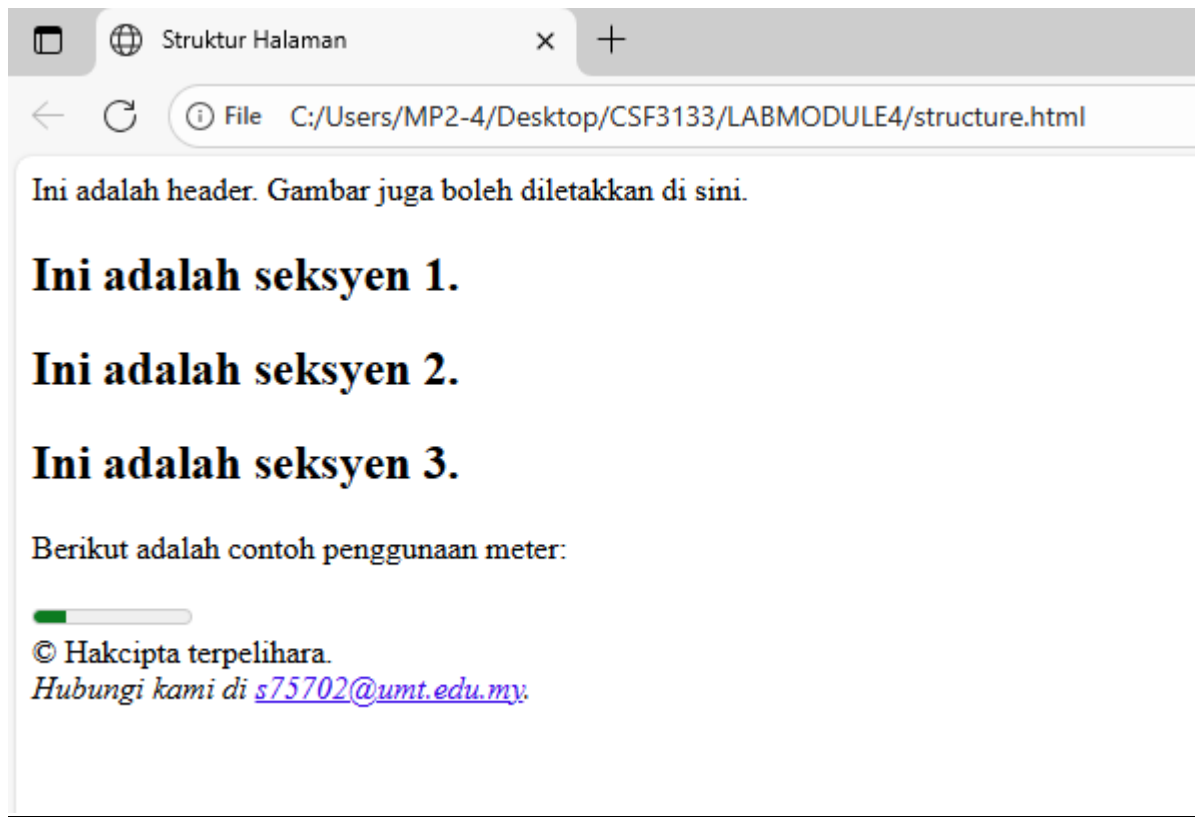 Struktur Halaman
File C:/Users/MP2-4/Desktop/CSF3133/LABMODULE4/structure.html
Ini adalah header. Gambar juga boleh diletakkan di sini.
Ini adalah seksyen 1.
Ini adalah seksyen 2.
Ini adalah seksyen 3.
Berikut adalah contoh penggunaan meter:
© Hakcipta terpelihara.
Hubungi kami di s75702@umt.edu.my.